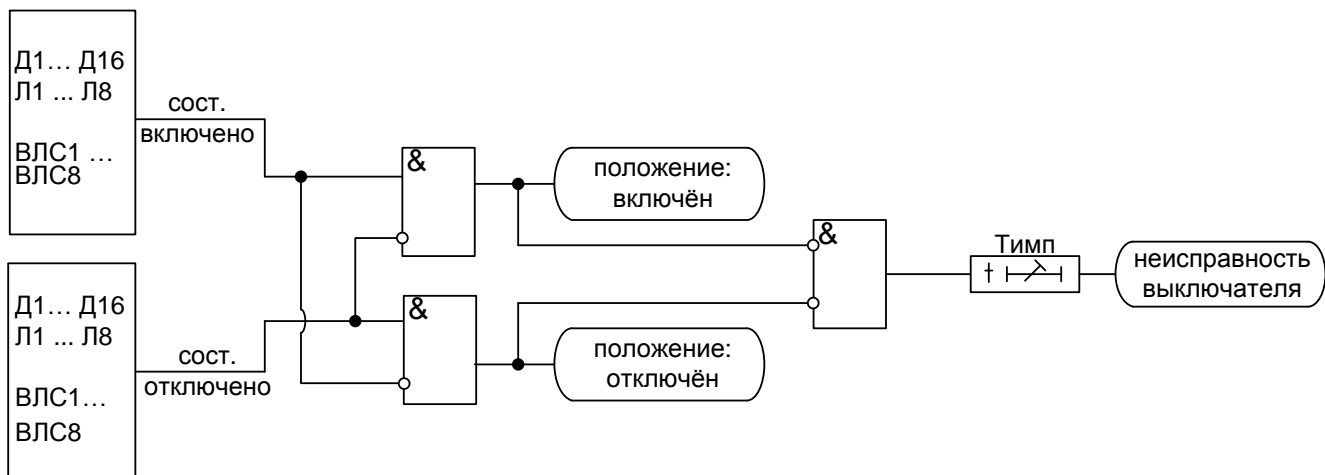 Д1... Д16
Л1 ... Л8
ВЛС1 ...
ВЛС8
сост.
включено
&
положение:
включён
&
Тимп
неисправность
выключателя
Д1... Д16
Л1 ... Л8
ВЛС1...
ВЛС8
сост.
отключено
&
положение:
отключён